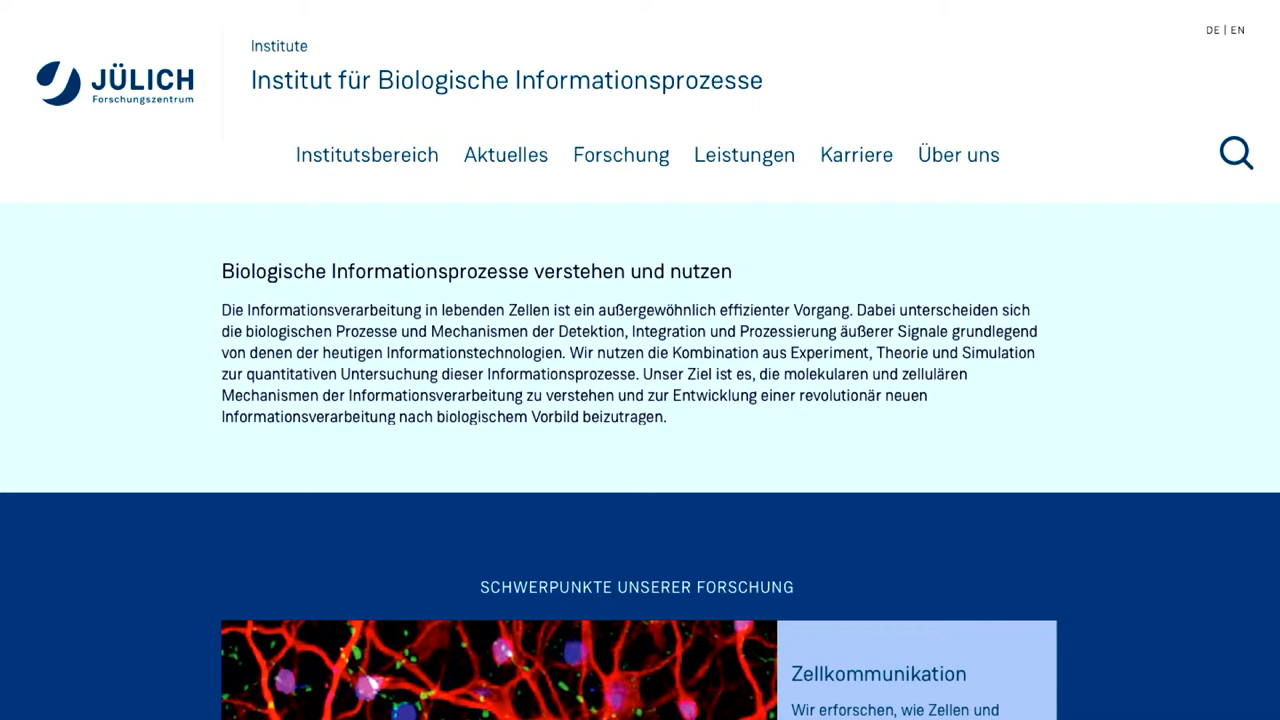 DE | EN
Institute
JÜLICH
Forschungszentrum
Institut für Biologische Informationsprozesse
Institutsbereich Aktuelles Forschung Leistungen Karriere Über uns
Biologische Informationsprozesse verstehen und nutzen
Die Informationsverarbeitung in lebenden Zellen ist ein außergewöhnlich effizienter Vorgang. Dabei unterscheiden sich
die biologischen Prozesse und Mechanismen der Detektion, Integration und Prozessierung äußerer Signale grundlegend
von denen der heutigen Informationstechnologien. Wir nutzen die Kombination aus Experiment, Theorie und Simulation
zur quantitativen Untersuchung dieser Informationsprozesse. Unser Ziel ist es, die molekularen und zellulären
Mechanismen der Informationsverarbeitung zu verstehen und zur Entwicklung einer revolutionär neuen
Informationsverarbeitung nach biologischem Vorbild beizutragen.
SCHWERPUNKTE UNSERER FORSCHUNG
Zellkommunikation
Wir erforschen, wie Zellen und